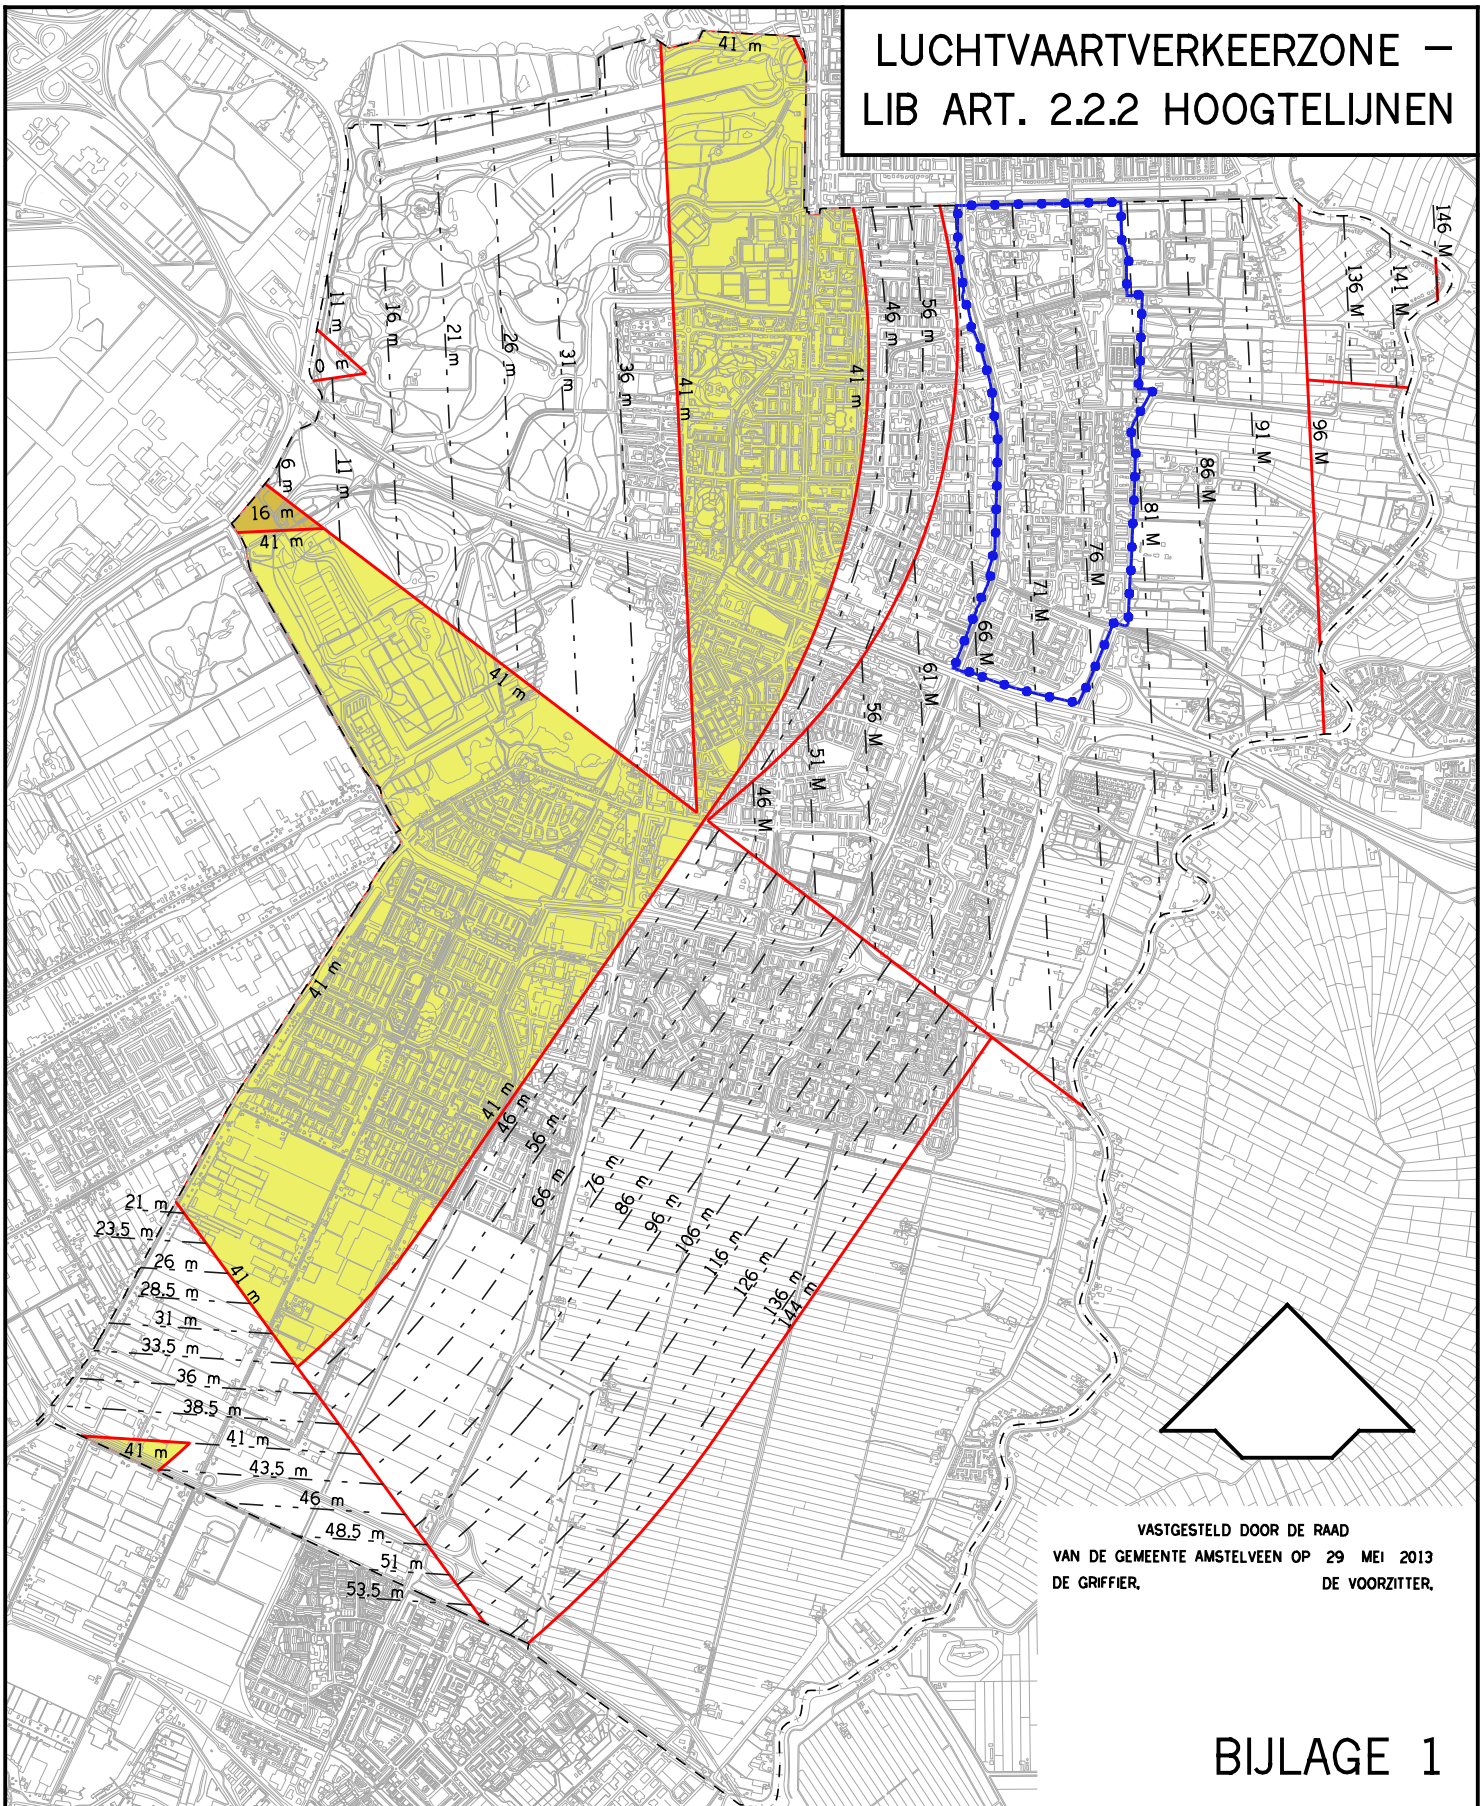 LUCHTVAARTVERKEERZONE –
LIB ART. 2.2.2 HOOGTELIJNEN
41 m
146 M
136 M
141 M
11 m
16 m
21 m
26 m
31 m
36 m
41 m
41 m
46 m
56 m
0 m
6 m
11 m
96 M
91 M
86 M
81 M
76 M
71 M
66 M
61 M
56 M
51 M
46 M
16 m
41 m
41 m
41 m
41 m
46 m
56 m
66 m
76 m
86 m
96 m
106 m
116 m
126 m
136 m
144 m
21 m
23.5 m
26 m
28.5 m
31 m
33.5 m
36 m
38.5 m
41 m
41 m
41 m
43.5 m
46 m
48.5 m
51 m
53.5 m
VASTGESTELD DOOR DE RAAD
VAN DE GEMEENTE AMSTELVEEN OP 29 MEI 2013
DE GRIFFIER, DE VOORZITTER,
BIJLAGE 1